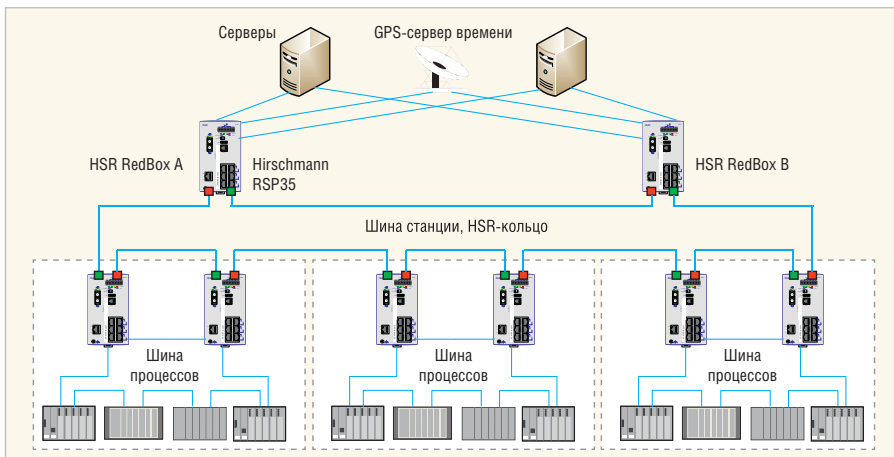 Серверы
GPS-сервер времени
HSR RedBox A
Hirschmann
RSP35
HSR RedBox B
Шина станции, HSR-кольцо
Шина
процессов
Шина
процессов
Шина
процессов